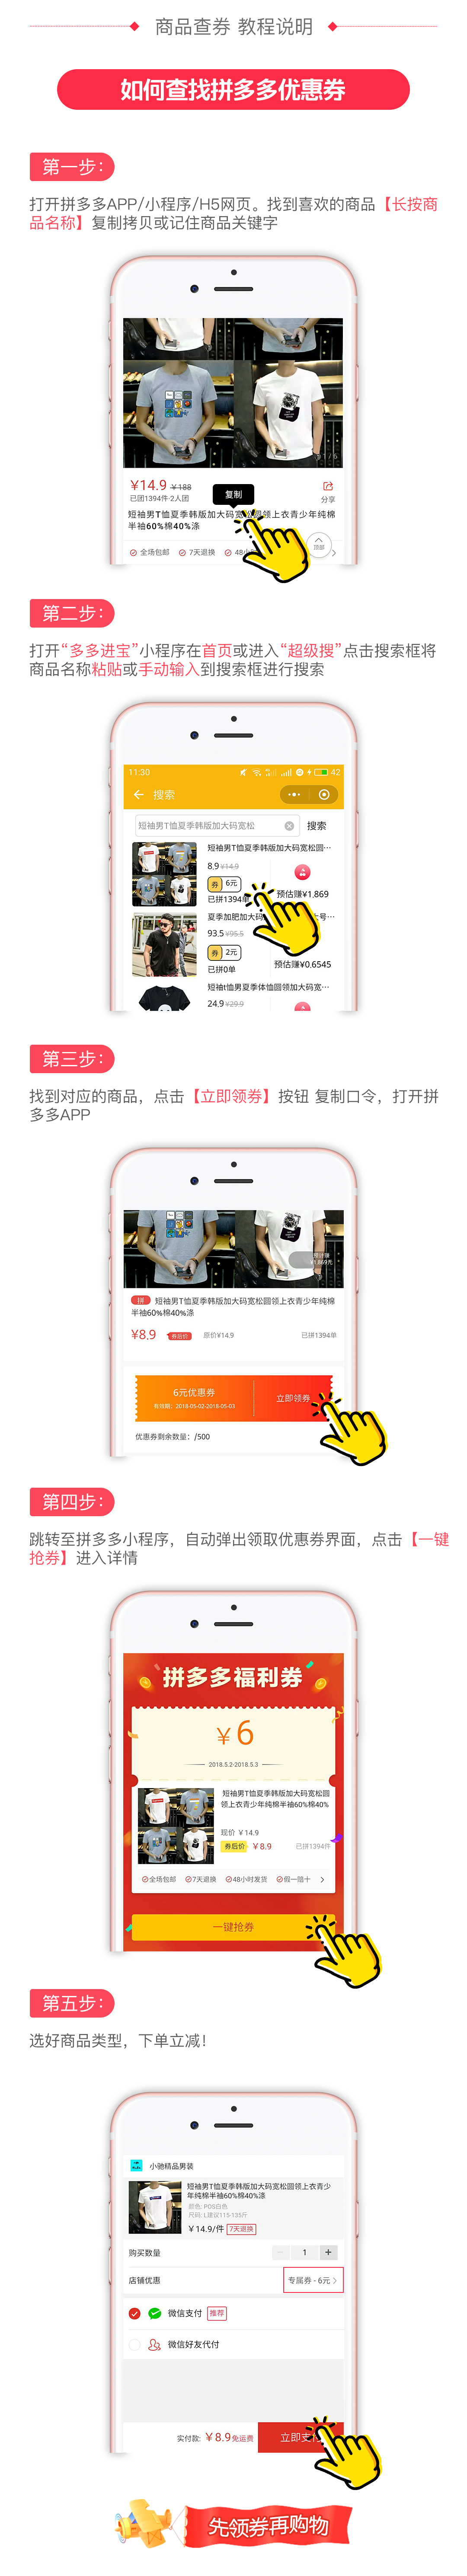 商品查券 教程说明
如何查找拼多多优惠券
第一步：
打开拼多多APP/小程序/H5网页。找到喜欢的商品【长按商
品名称】复制拷贝或记住商品关键字
1 / 6
¥14.9 ¥188
已团1394件·2人团
复制
分享
短袖男T恤夏季韩版加大码宽松圆领上衣青少年纯棉
半袖60%棉40%涤
顶部
全场包邮 7天退换 48小
第二步：
打开“多多进宝”小程序在首页或进入“超级搜”点击搜索框将
商品名称粘贴或手动输入到搜索框进行搜索
11:30 42
搜索
短袖男T恤夏季韩版加大码宽松 搜索
短袖男T恤夏季韩版加大码宽松圆…
8.9 ¥14.9
券 6元
预估赚¥1.869
已拼1394单
夏季加肥加大码 号…
93.5 ¥95.5
券 2元
预估赚¥0.6545
已拼0单
短袖t恤男夏季体恤圆领加大码宽…
24.9 ¥29.9
第三步：
找到对应的商品，点击【立即领券】按钮 复制口令，打开拼
多多APP
短袖男T恤夏季韩版加大码宽松圆领上衣青少年纯棉
半袖60%棉40%涤
¥8.9 券后价 原价¥14.9 已拼1394单
6元优惠券
有效期：2018-05-02-2018-05-03
立即领券
优惠券剩余数量：/500
第四步：
跳转至拼多多小程序，自动弹出领取优惠券界面，点击【一键
抢券】进入详情
拼多多福利券
¥6
2018.5.2-2018.5.3
短袖男T恤夏季韩版加大码宽松圆
领上衣青少年纯棉半袖60%棉40%
现价 ¥14.9
券后价 ¥8.9 已拼1394件
全场包邮 7天退换 48小时发货 假一赔十
一键抢券
第五步：
选好商品类型，下单立减！
小驰精品男装
短袖男T恤夏季韩版加大码宽松圆领上衣青少
年纯棉半袖60%棉40%涤
颜色: POS白色
尺码: L建议115-135斤
¥14.9/件 7天退换
购买数量 － 1 ＋
店铺优惠 专属券 - 6元
微信支付 推荐
微信好友代付
实付款: ¥8.9免运费 立即支
先领券再购物